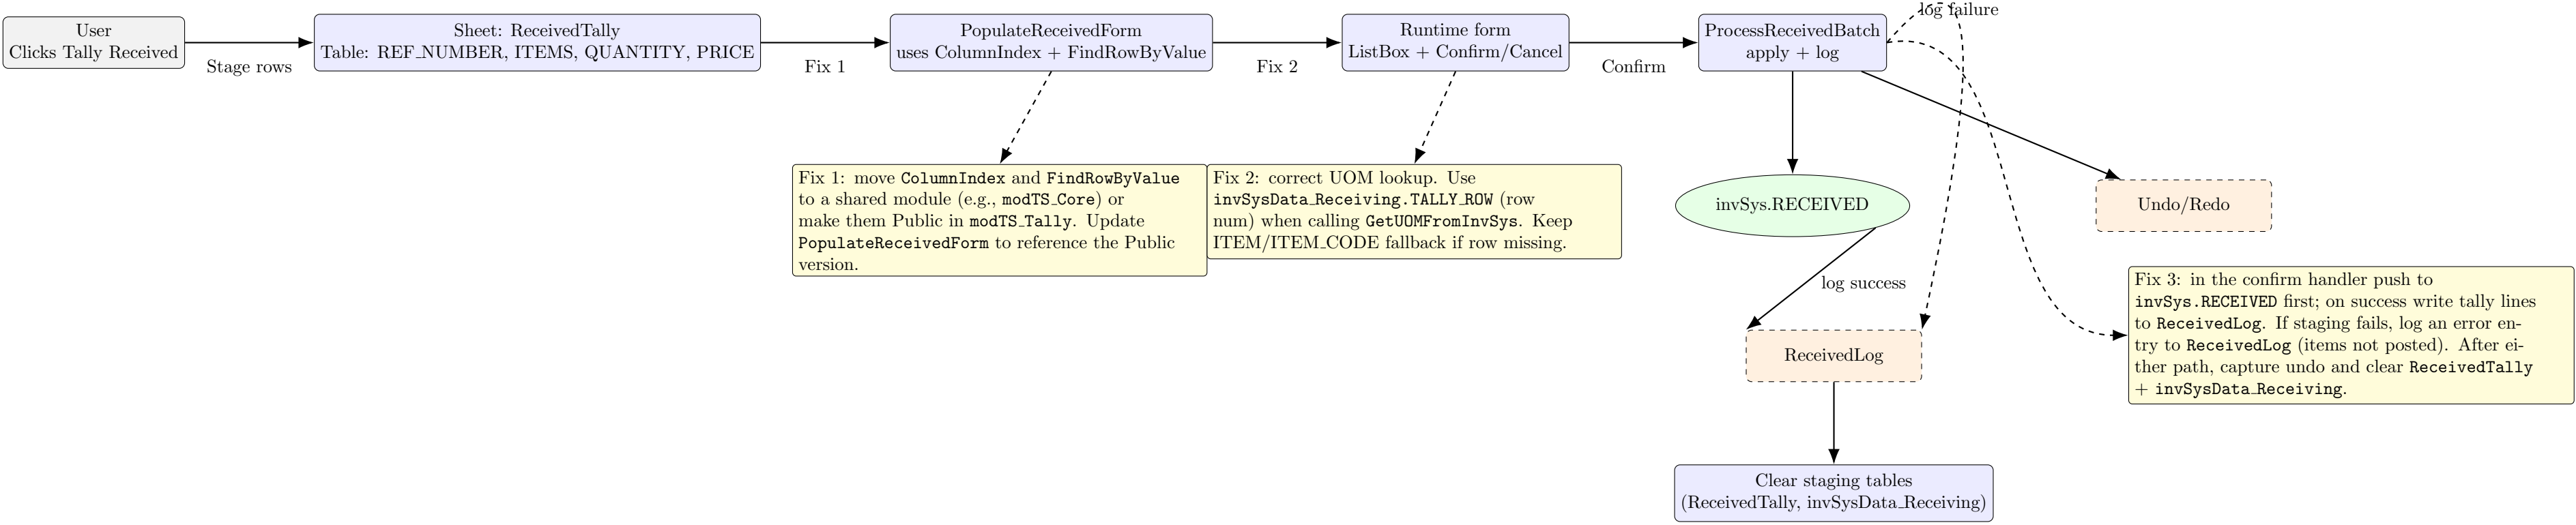 User
Clicks Tally Received
Stage rows
Sheet: ReceivedTally
Table: REF_NUMBER, ITEMS, QUANTITY, PRICE
Fix 1
PopulateReceivedForm
uses ColumnIndex + FindRowByValue
Fix 2
Runtime form
ListBox + Confirm/Cancel
Confirm
ProcessReceivedBatch
apply + log
log failure
Fix 1: move ColumnIndex and FindRowByValue
to a shared module (e.g., modTS_Core) or
make them Public in modTS_Tally. Update
PopulateReceivedForm to reference the Public
version.
Fix 2: correct UOM lookup. Use
invSysData_Receiving.TALLY_ROW (row
num) when calling GetUOMFromInvSys. Keep
ITEM/ITEM_CODE fallback if row missing.
invSys.RECEIVED
Undo/Redo
log success
Fix 3: in the confirm handler push to
invSys.RECEIVED first; on success write tally lines
to ReceivedLog. If staging fails, log an error en-
try to ReceivedLog (items not posted). After ei-
ther path, capture undo and clear ReceivedTally
+ invSysData_Receiving.
ReceivedLog
Clear staging tables
(ReceivedTally, invSysData_Receiving)